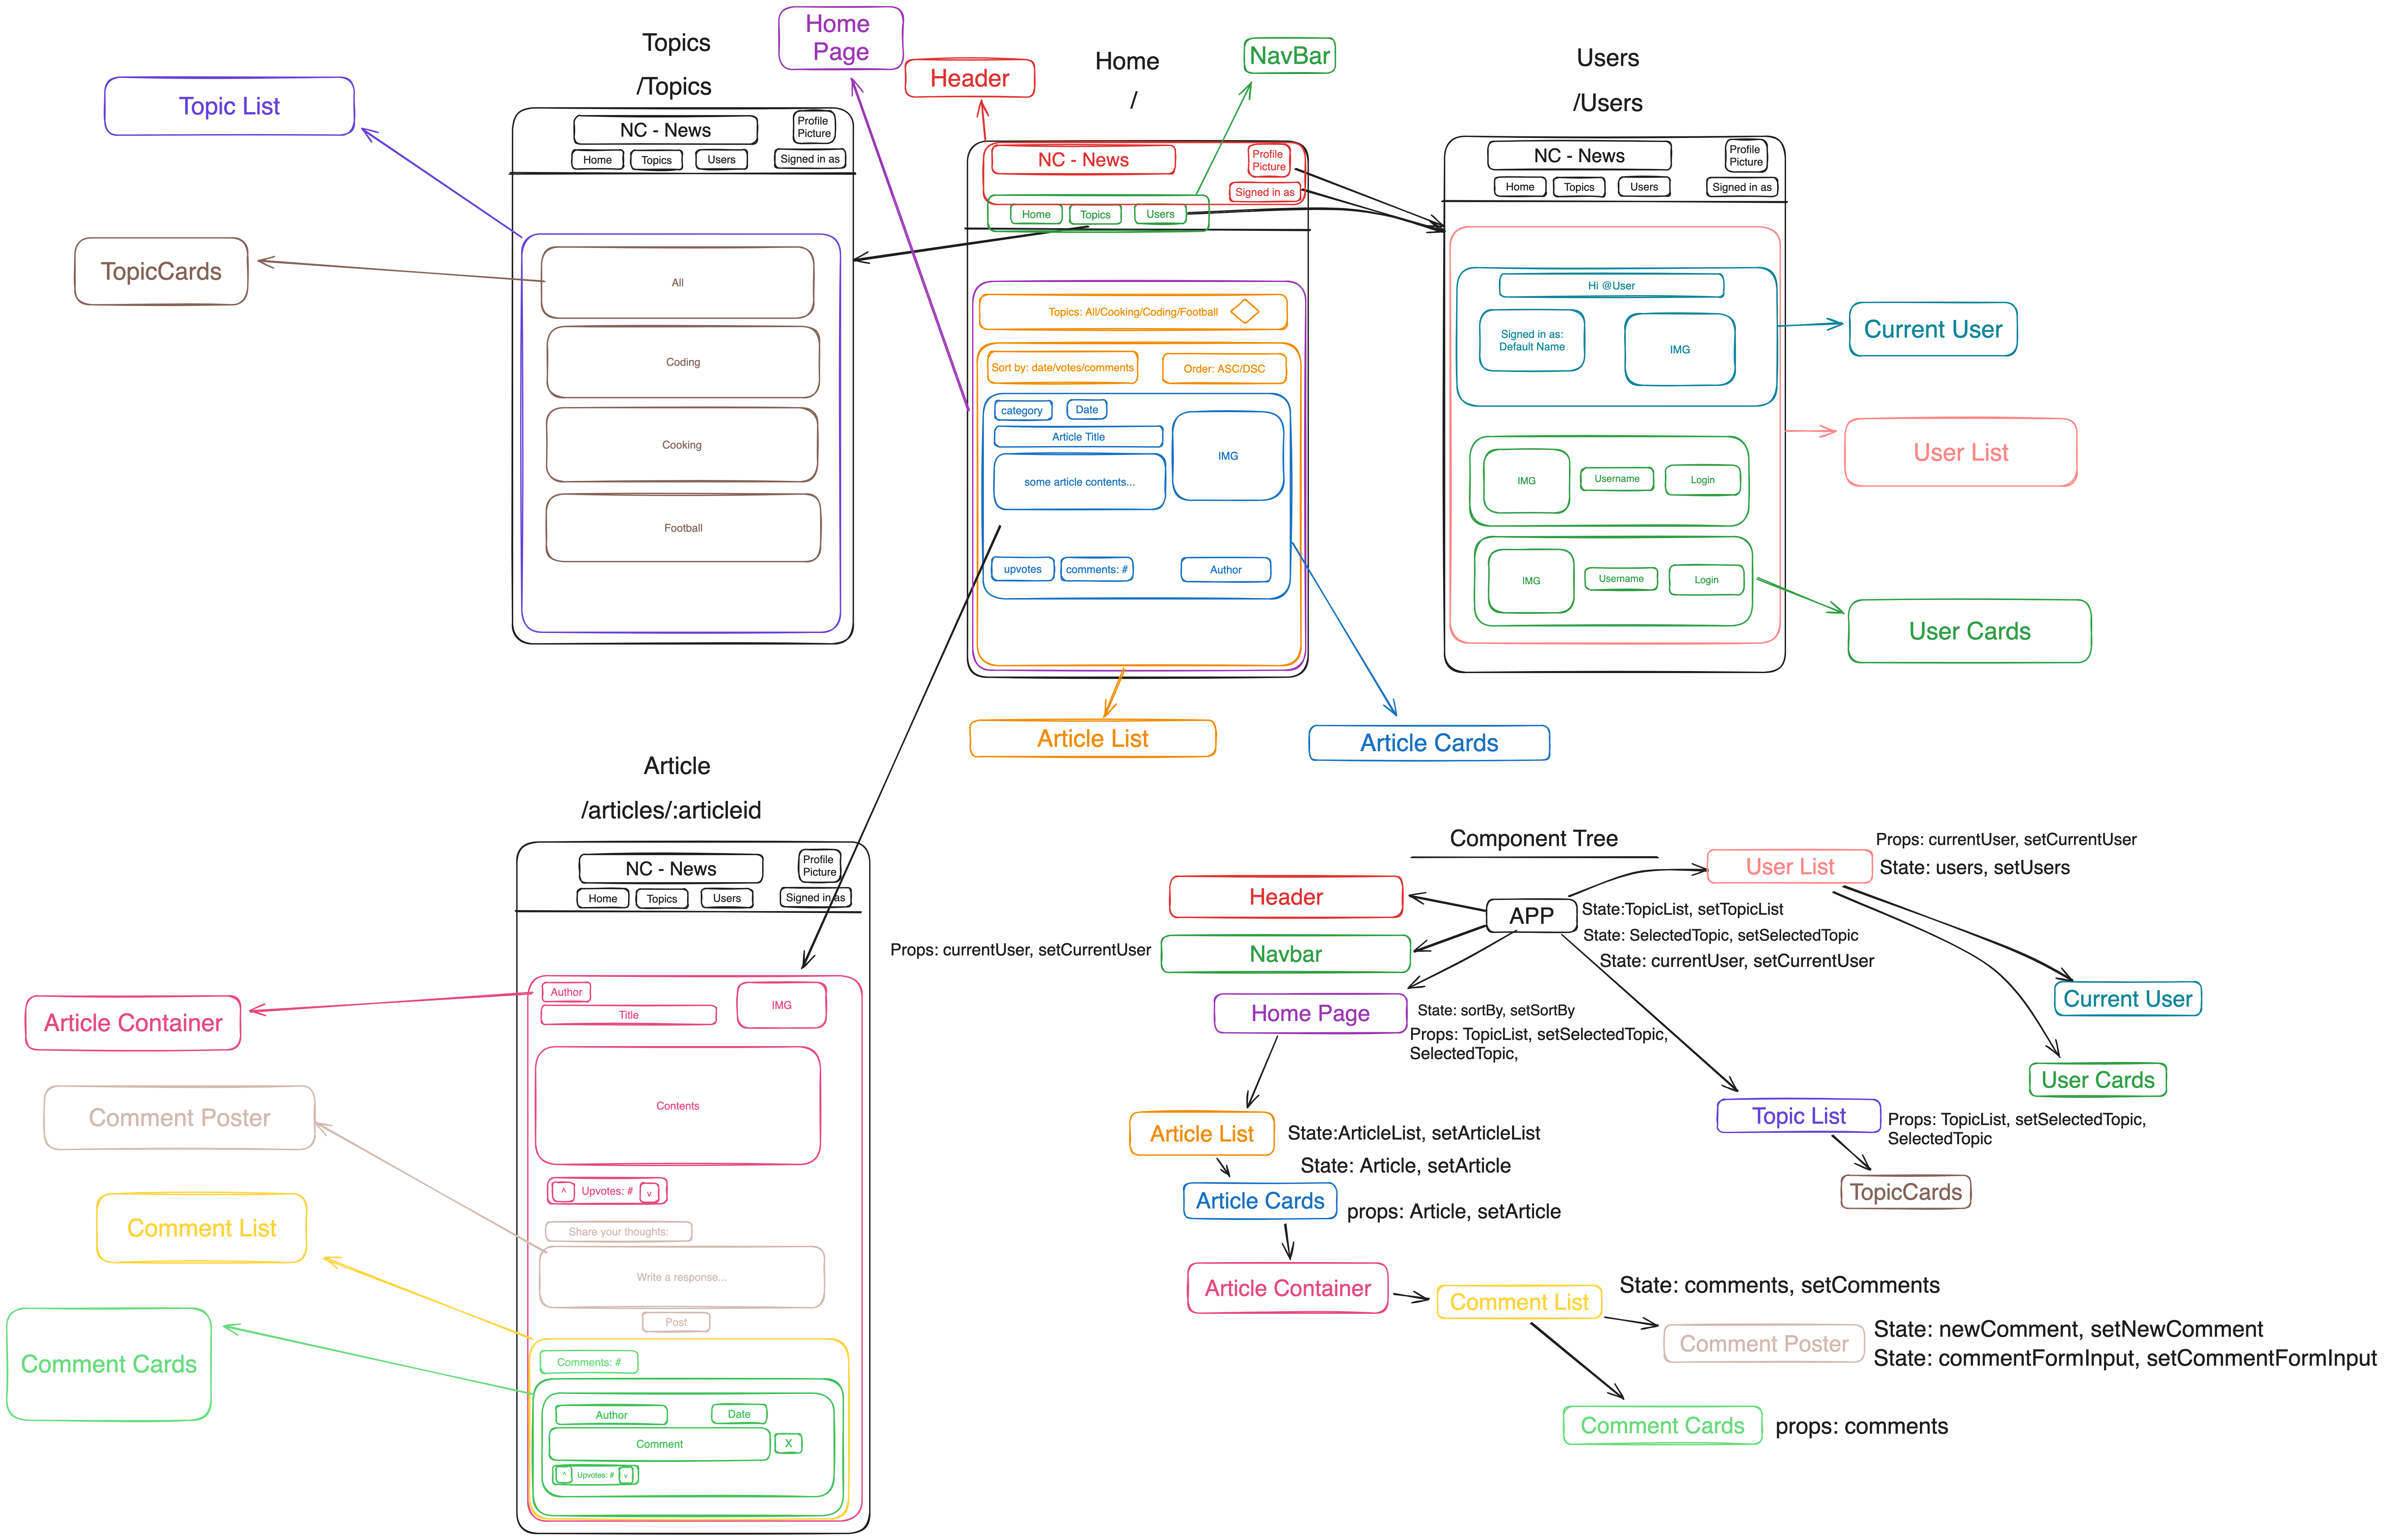 Topics
/Topics
Topic List
TopicCards
NC - News
Profile
Picture
Home
Topics
Users
Signed in as
All
Coding
Cooking
Football
Home
Page
Header
Home
/
NavBar
NC - News
Profile
Picture
Signed in as
Home
Topics
Users
Topics: All/Cooking/Coding/Football
Sort by: date/votes/comments
Order: ASC/DSC
category
Date
Article Title
IMG
some article contents...
upvotes
comments: #
Author
Article List
Article Cards
Users
/Users
NC - News
Profile
Picture
Home
Topics
Users
Signed in as
Hi @User
Signed in as:
Default Name
IMG
IMG
Username
Login
IMG
Username
Login
Current User
User List
User Cards
Article
/articles/:articleid
NC - News
Profile
Picture
Home
Topics
Users
Signed in as
Author
Title
IMG
Contents
^
Upvotes: #
v
Share your thoughts:
Write a response...
Post
Comments: #
Author
Date
Comment
X
^
Upvotes: #
v
Article Container
Comment Poster
Comment List
Comment Cards
Component Tree
Header
Props: currentUser, setCurrentUser
Navbar
APP
State:TopicList, setTopicList
State: SelectedTopic, setSelectedTopic
State: currentUser, setCurrentUser
User List
Props: currentUser, setCurrentUser
State: users, setUsers
Current User
User Cards
Home Page
State: sortBy, setSortBy
Props: TopicList, setSelectedTopic,
SelectedTopic,
Topic List
Props: TopicList, setSelectedTopic,
SelectedTopic
TopicCards
Article List
State:ArticleList, setArticleList
State: Article, setArticle
Article Cards
props: Article, setArticle
Article Container
Comment List
State: comments, setComments
Comment Poster
State: newComment, setNewComment
State: commentFormInput, setCommentFormInput
Comment Cards
props: comments